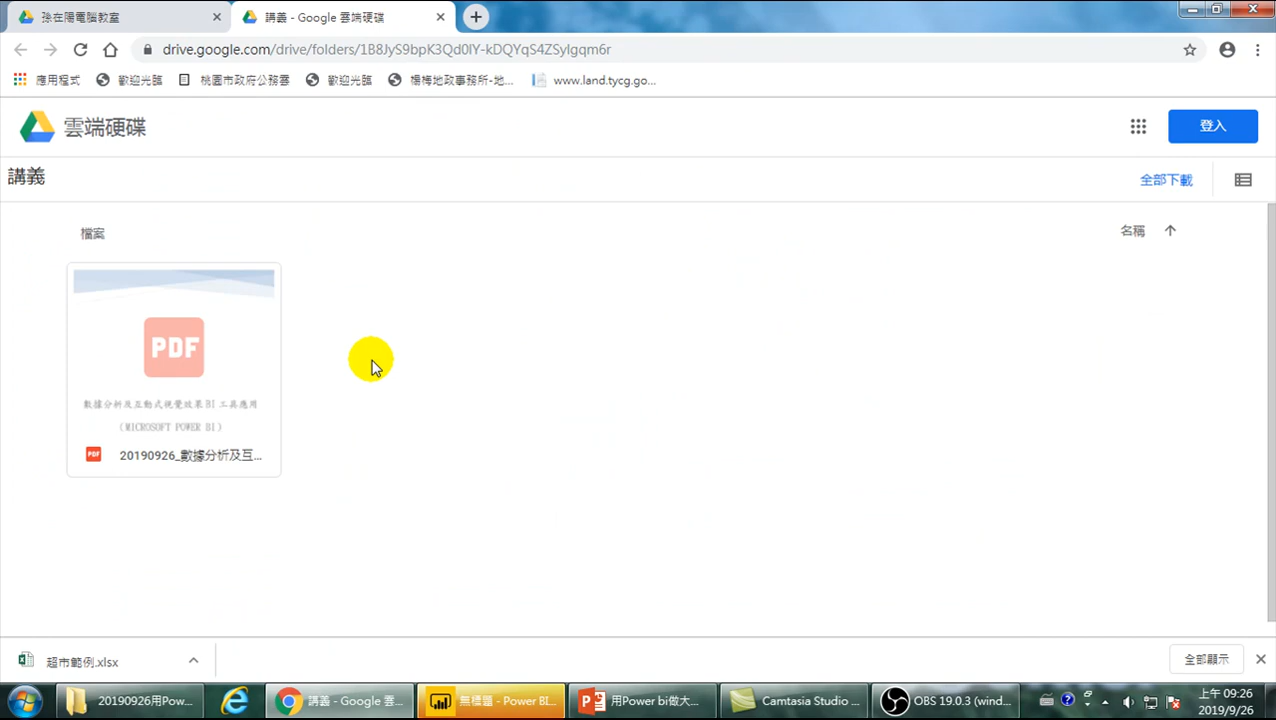 孫在陽電腦教室
講義 - Google 雲端硬碟
drive.google.com/drive/folders/1B8JyS9bpK3Qd0lY-kDQYqS4ZSylgqm6r
應用程式
歡迎光臨
桃園市政府公務雲
歡迎光臨
楊梅地政事務所-地...
www.land.tycg.go...
雲端硬碟
登入
講義
全部下載
檔案
名稱
PDF
數據分析及互動式視覺效果BI 工具應用
(MICROSOFT POWER BI)
PDF
20190926_數據分析及互...
超市範例.xlsx
全部顯示
20190926用Pow...
講義 - Google 雲...
無標題 - Power BI...
用Power bi做大...
Camtasia Studio ...
OBS 19.0.3 (wind...
上午 09:26
2019/9/26